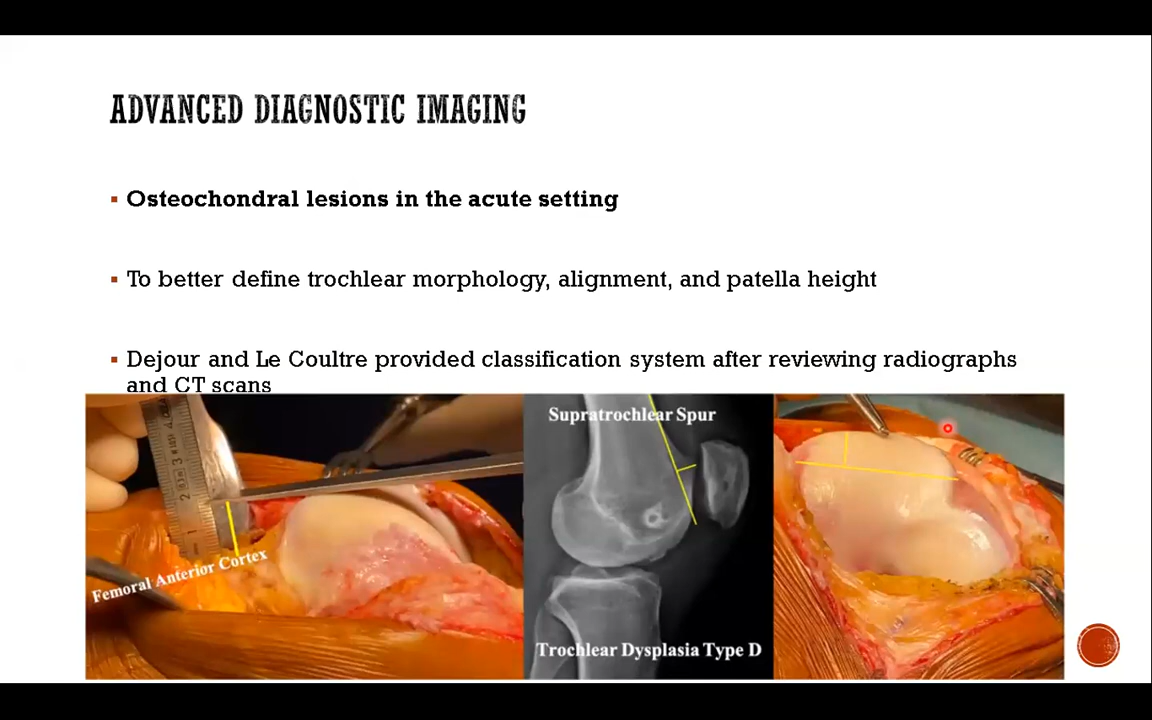 ADVANCED DIAGNOSTIC IMAGING
Osteochondral lesions in the acute setting
To better define trochlear morphology, alignment, and patella height
Dejour and Le Coultre provided classification system after reviewing radiographs
and CT scans
Femoral Anterior Cortex
Supratrochlear Spur
Trochlear Dysplasia Type D